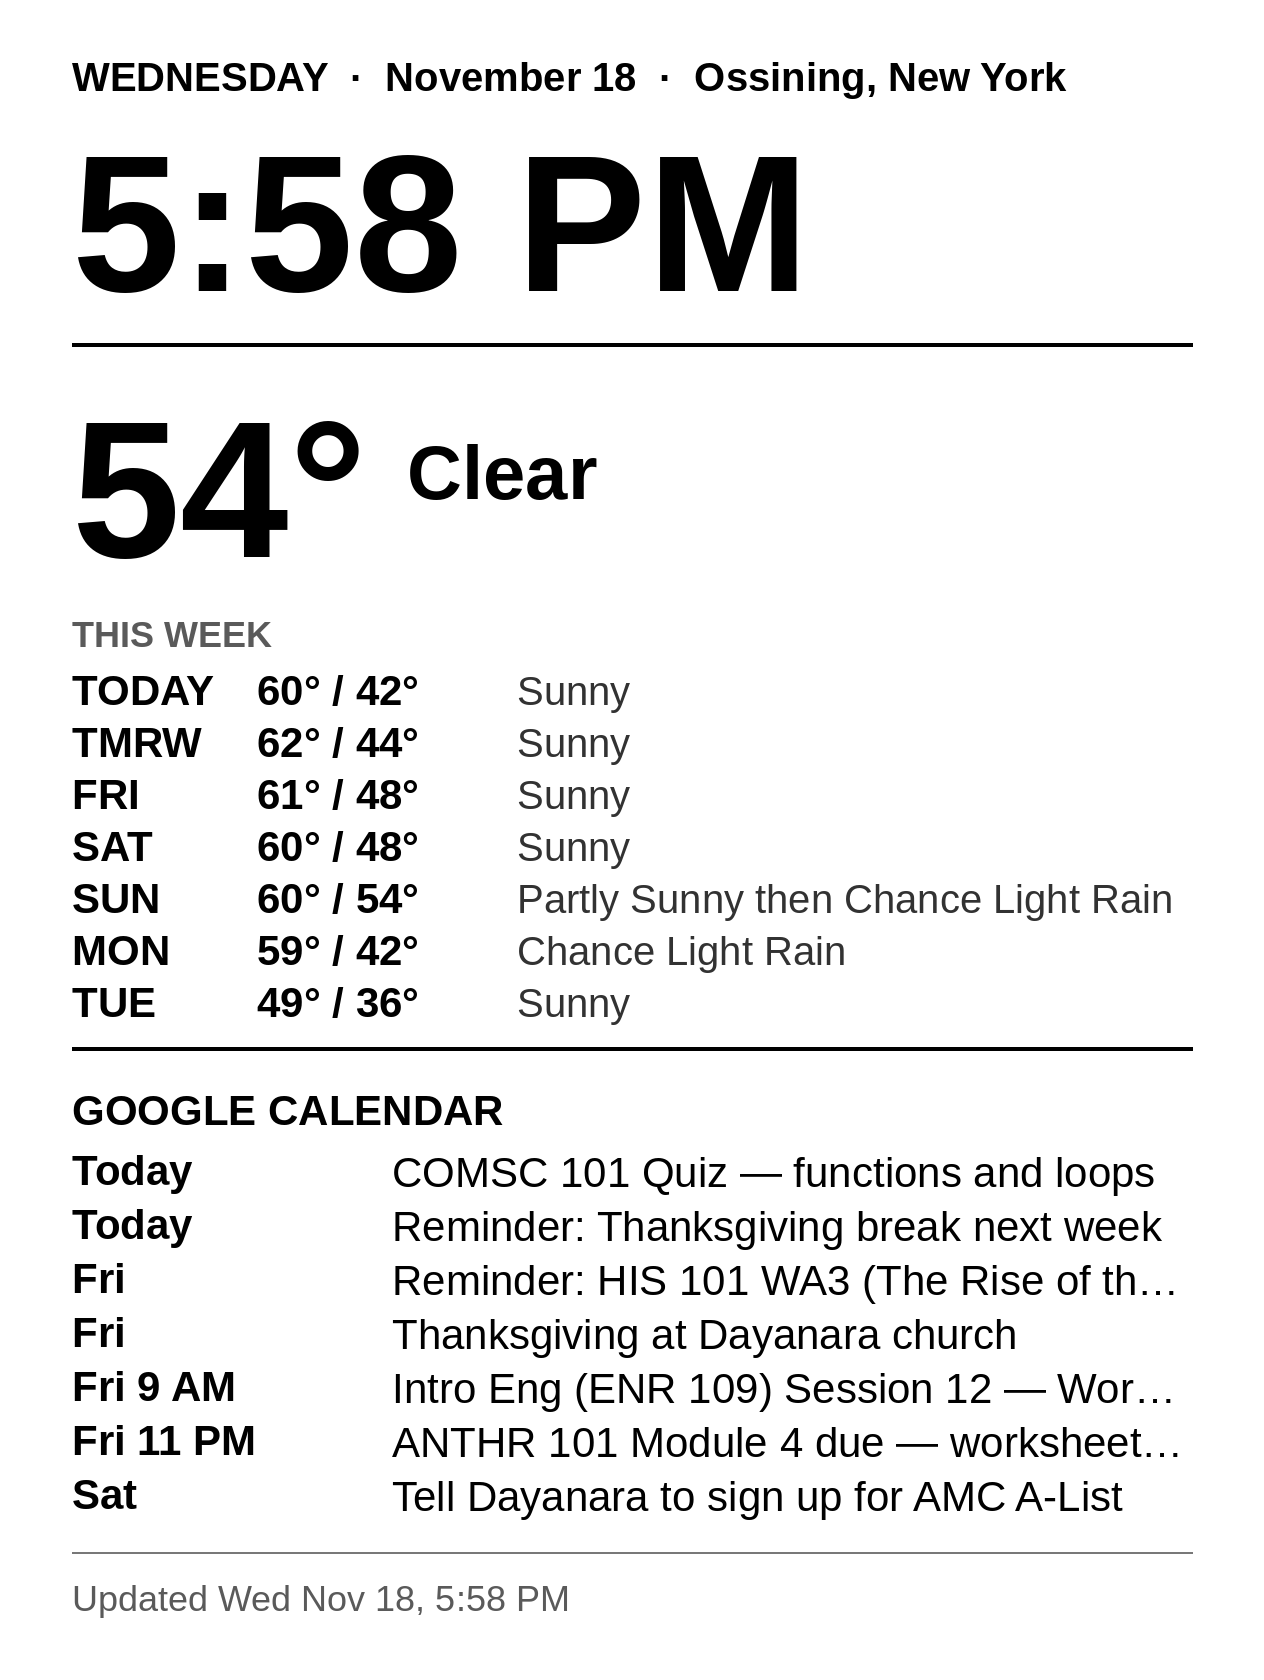 WEDNESDAY · November 18 · Ossining, New York
5:58 PM
54° Clear
THIS WEEK
TODAY 60° / 42° Sunny
TMRW 62° / 44° Sunny
FRI 61° / 48° Sunny
SAT 60° / 48° Sunny
SUN 60° / 54° Partly Sunny then Chance Light Rain
MON 59° / 42° Chance Light Rain
TUE 49° / 36° Sunny
GOOGLE CALENDAR
Today COMSC 101 Quiz — functions and loops
Today Reminder: Thanksgiving break next week
Fri Reminder: HIS 101 WA3 (The Rise of th…
Fri Thanksgiving at Dayanara church
Fri 9 AM Intro Eng (ENR 109) Session 12 — Wor…
Fri 11 PM ANTHR 101 Module 4 due — worksheet…
Sat Tell Dayanara to sign up for AMC A-List
Updated Wed Nov 18, 5:58 PM